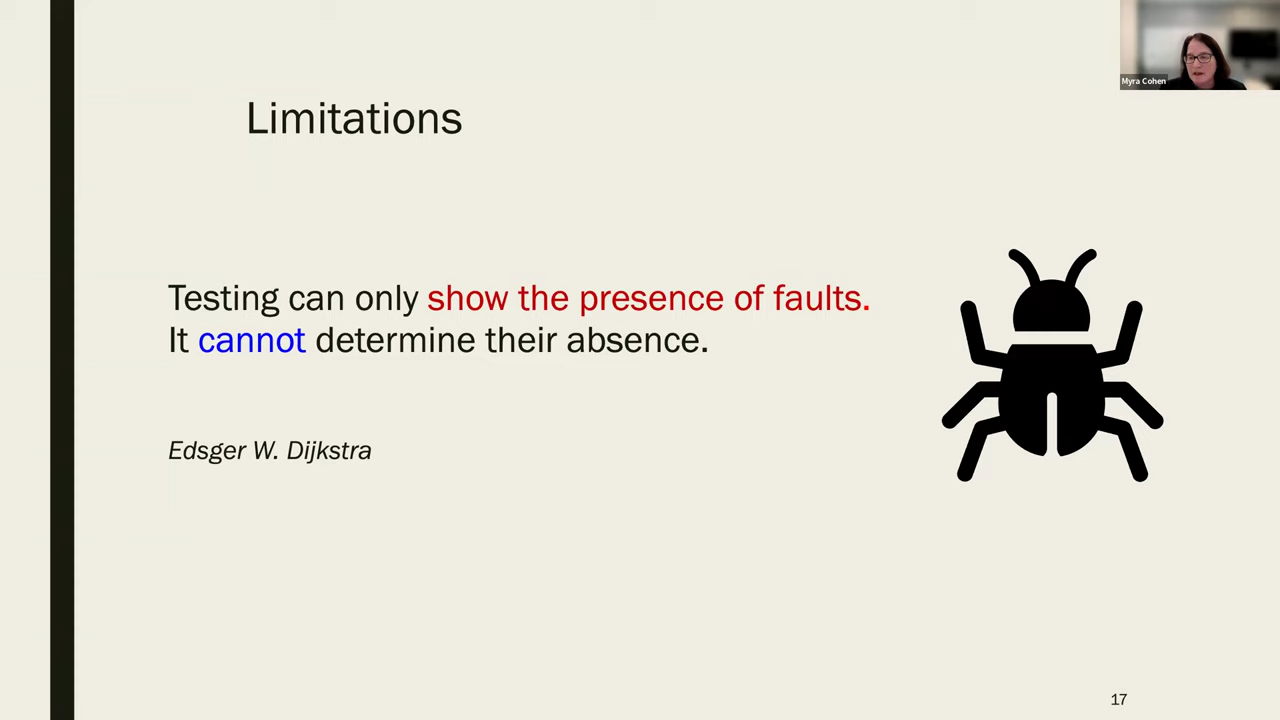 Myra Cohen
Limitations
Testing can only show the presence of faults.
It cannot determine their absence.
Edsger W. Dijkstra
17